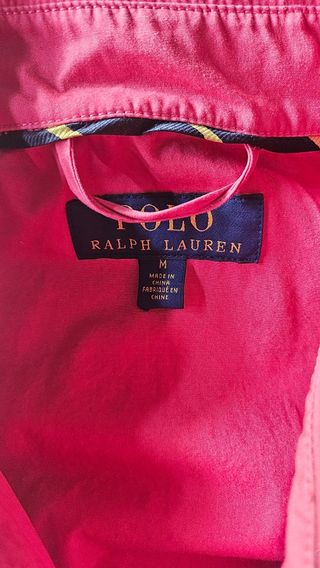 POLO
RALPH LAUREN
M
MADE IN
CHINA
FABRIQUÉ EN
CHINE